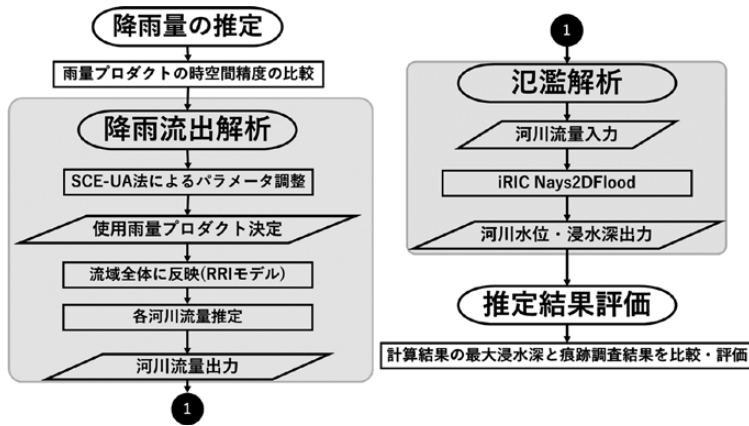 降雨量の推定
雨量プロダクトの時空間精度の比較
降雨流出解析
SCE-UA法によるパラメータ調整
使用雨量プロダクト決定
流域全体に反映(RRIモデル)
各河川流量推定
河川流量出力
1
1
氾濫解析
河川流量入力
iRIC Nays2DFlood
河川水位・浸水深出力
推定結果評価
計算結果の最大浸水深と痕跡調査結果を比較・評価